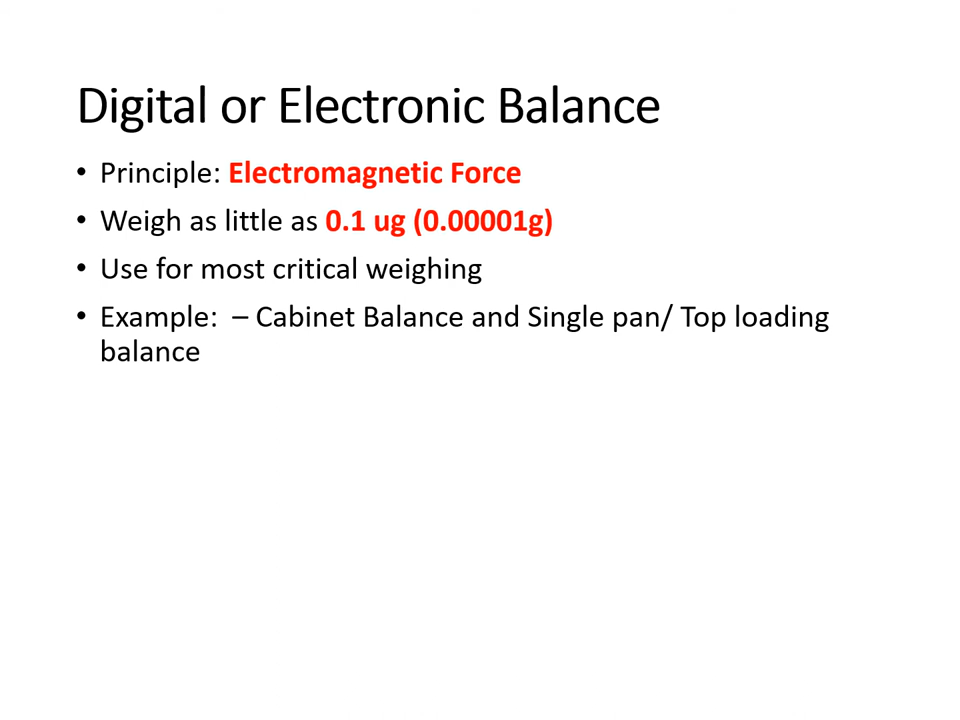 Digital or Electronic Balance
• Principle: Electromagnetic Force
• Weigh as little as 0.1 ug (0.00001g)
• Use for most critical weighing
• Example:  – Cabinet Balance and Single pan/ Top loading
balance